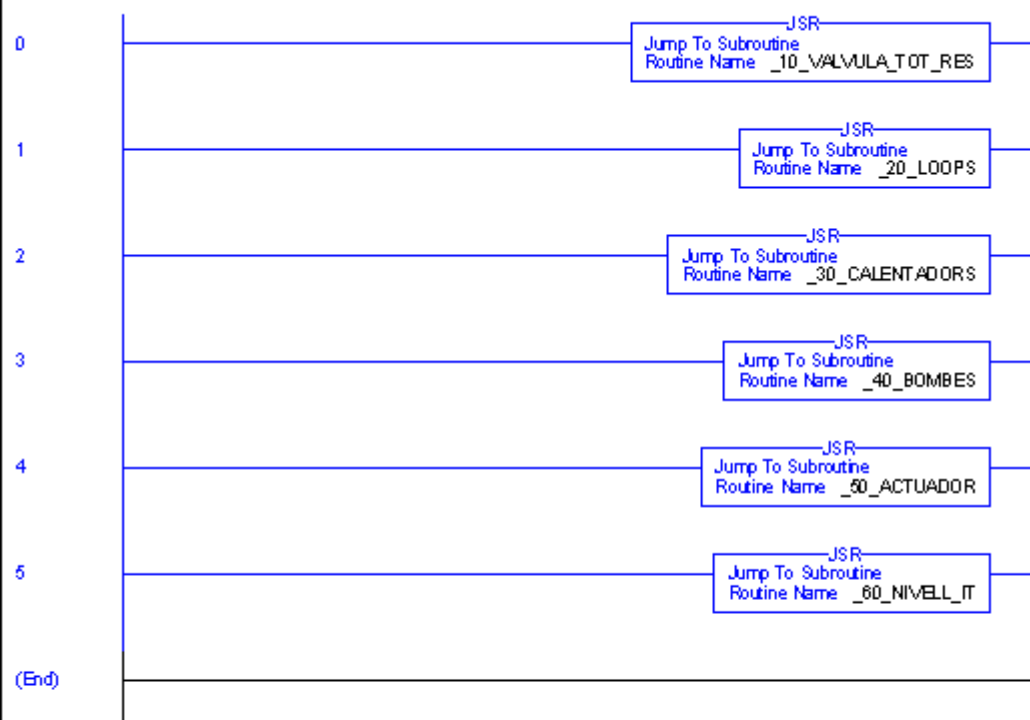 0
JSR
Jump To Subroutine
Routine Name _10_VALVULA_TOT_RES
1
JSR
Jump To Subroutine
Routine Name _20_LOOPS
2
JSR
Jump To Subroutine
Routine Name _30_CALENTADORS
3
JSR
Jump To Subroutine
Routine Name _40_BOMBES
4
JSR
Jump To Subroutine
Routine Name _50_ACTUADOR
5
JSR
Jump To Subroutine
Routine Name _60_NIVELL_IT
(End)